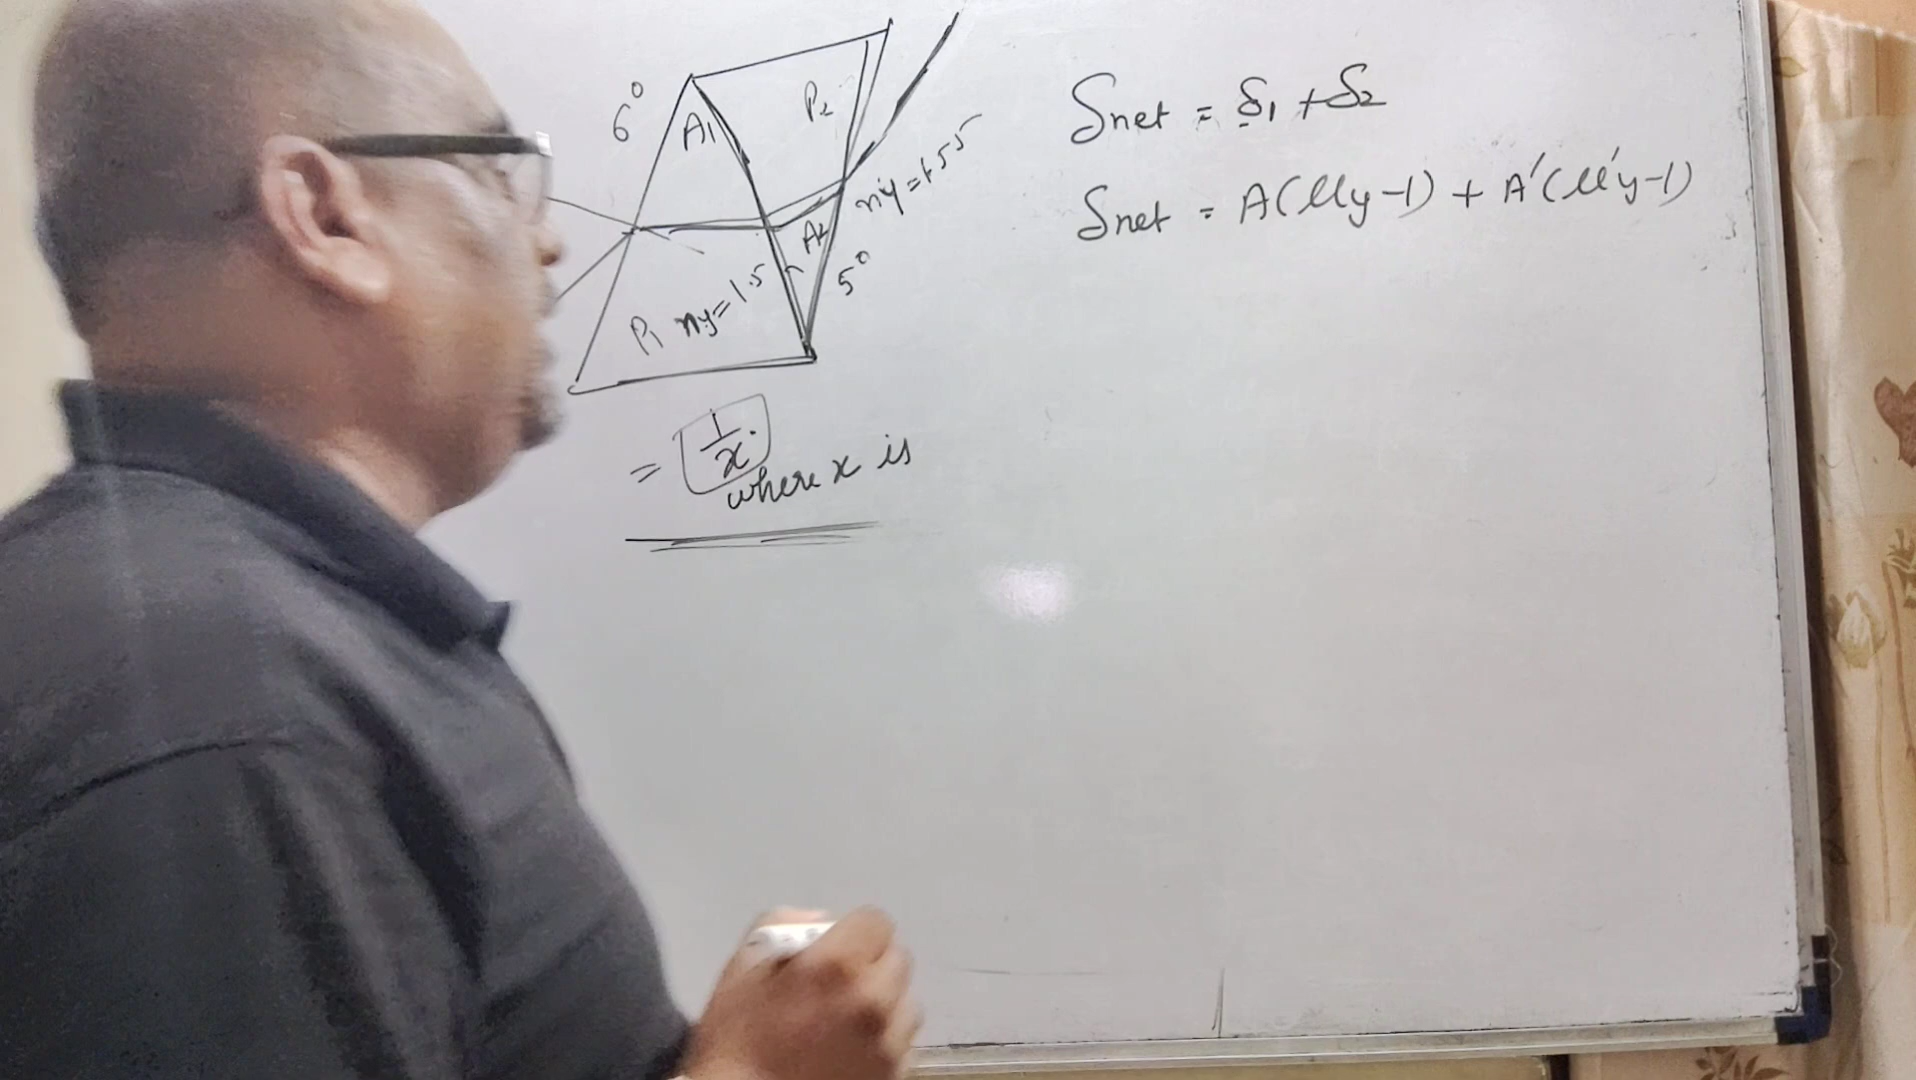 6°
A1
P2
n'y=1.55
A2
5°
P1 ny=1.5
= 1/x.
where x is
δnet = δ1 + δ2
δnet = A(μy-1) + A'(μ'y-1)